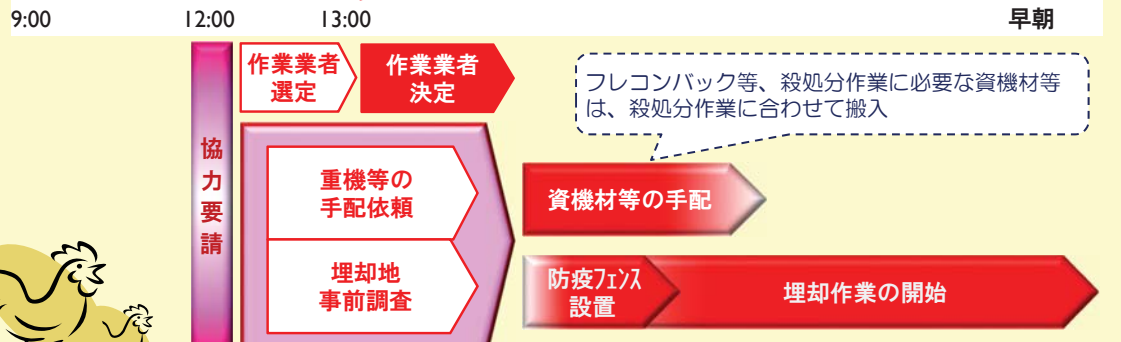 9:00
12:00
13:00
早朝
作業業者
選定
作業業者
決定
フレコンバック等、殺処分作業に必要な資機材等
は、殺処分作業に合わせて搬入
協
力
要
請
重機等の
手配依頼
資機材等の手配
埋却地
事前調査
防疫ﾌｪﾝｽ
設置
埋却作業の開始